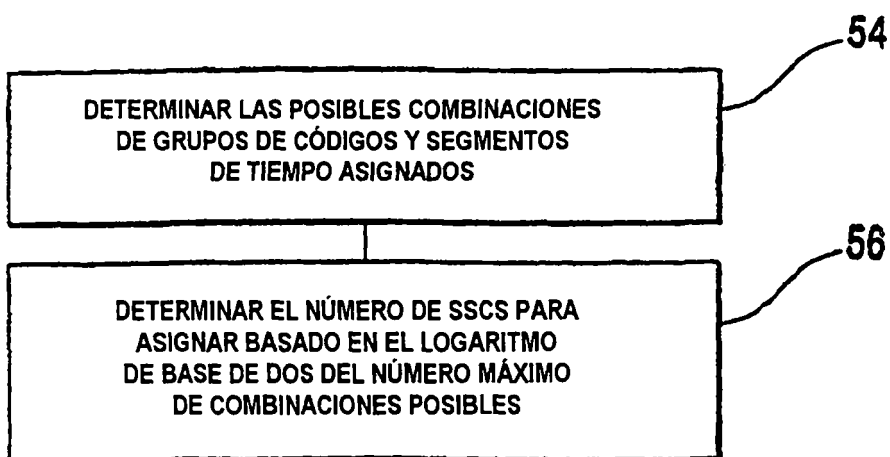 54
DETERMINAR LAS POSIBLES COMBINACIONES
DE GRUPOS DE CÓDIGOS Y SEGMENTOS
DE TIEMPO ASIGNADOS
56
DETERMINAR EL NÚMERO DE SSCS PARA
ASIGNAR BASADO EN EL LOGARITMO
DE BASE DE DOS DEL NÚMERO MÁXIMO
DE COMBINACIONES POSIBLES